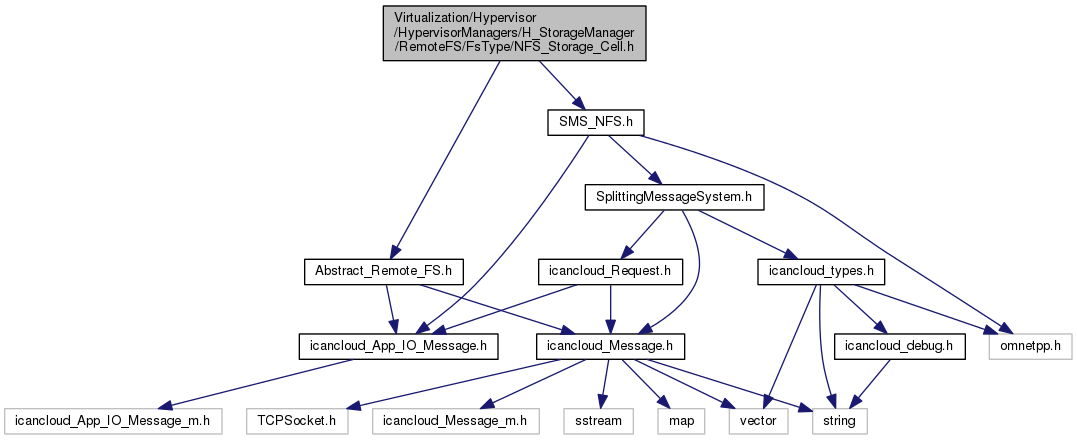 Virtualization/Hypervisor
/HypervisorManagers/H_StorageManager
/RemoteFS/FsType/NFS_Storage_Cell.h
SMS_NFS.h
SplittingMessageSystem.h
Abstract_Remote_FS.h
icancloud_Request.h
icancloud_types.h
icancloud_App_IO_Message.h
icancloud_Message.h
icancloud_debug.h
omnetpp.h
icancloud_App_IO_Message_m.h
TCPSocket.h
icancloud_Message_m.h
sstream
map
vector
string